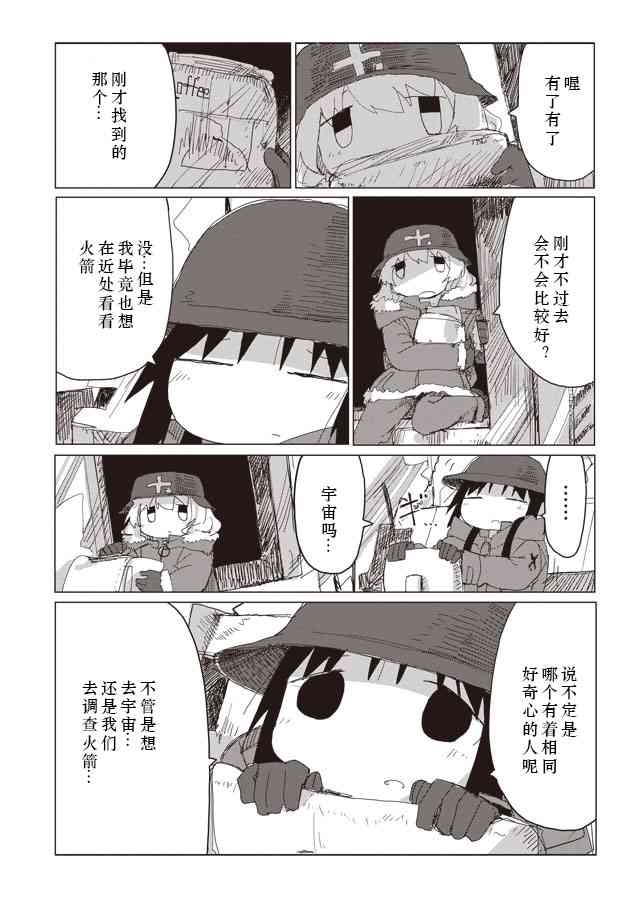 喔
有了有了
刚才找到的
那个…
Coffee
刚才不过去
会不会比较好?
没…但是
我毕竟也想
在近处看看
火箭
……
宇宙吗…
说不定是
哪个有着相同
好奇心的人呢
不管是想
去宇宙…
还是我们
去调查火箭…